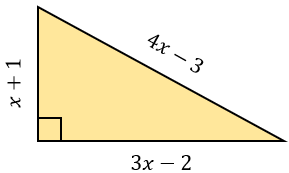 4x − 3
x + 1
3x − 2